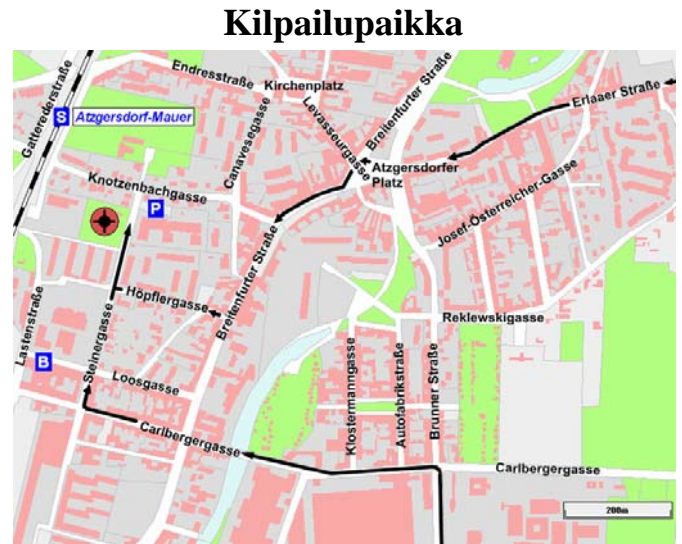 Kilpailupaikka
Endresstraße
Kirchenplatz
Breitenfurter Straße
Erlaaer Straße
Gatterederstraße
S Atzgersdorf-Mauer
Canavesegasse
Levasseurgasse
Atzgersdorfer
Platz
Knotzenbachgasse
P
Josef-Österreicher-Gasse
Breitenfurter Straße
Höpflergasse
Lastenstraße
Steinergasse
Reklewskigasse
B
Loosgasse
Klostermanngasse
Autofabrikstraße
Brunner Straße
Carlbergergasse
Carlbergergasse
200m